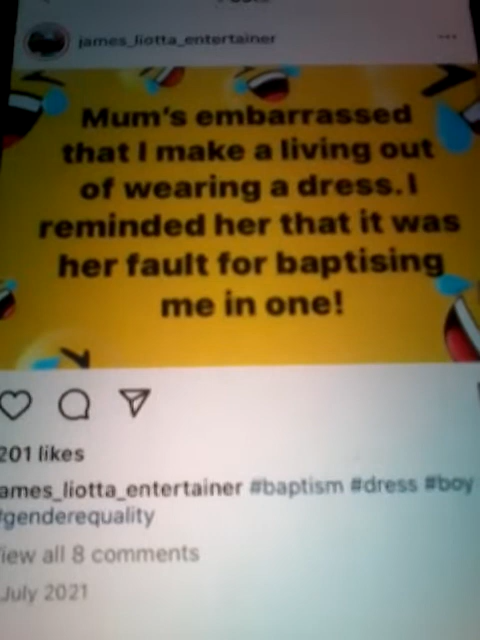 james_liotta_entertainer
Mum's embarrassed
that I make a living out
of wearing a dress. I
reminded her that it was
her fault for baptising
me in one!
201 likes
ames_liotta_entertainer #baptism #dress #boy
#genderequality
iew all 8 comments
July 2021